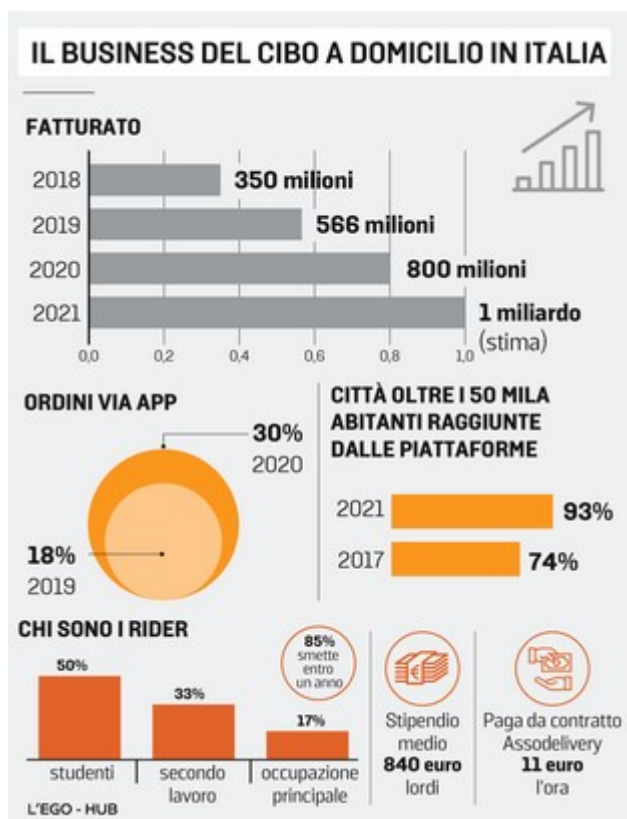 IL BUSINESS DEL CIBO A DOMICILIO IN ITALIA
FATTURATO
2018
350 milioni
2019
566 milioni
2020
800 milioni
2021
1 miliardo
(stima)
0,0 0,2 0,4 0,6 0,8 1,0
ORDINI VIA APP
30%
2020
18%
2019
CITTÀ OLTRE I 50 MILA
ABITANTI RAGGIUNTE
DALLE PIATTAFORME
2021
93%
2017
74%
CHI SONO I RIDER
85%
smette
entro
un anno
50%
33%
17%
studenti
secondo
lavoro
occupazione
principale
€
Stipendio
medio
840 euro
lordi
Paga da contratto
Assodelivery
11 euro
l'ora
L'EGO - HUB